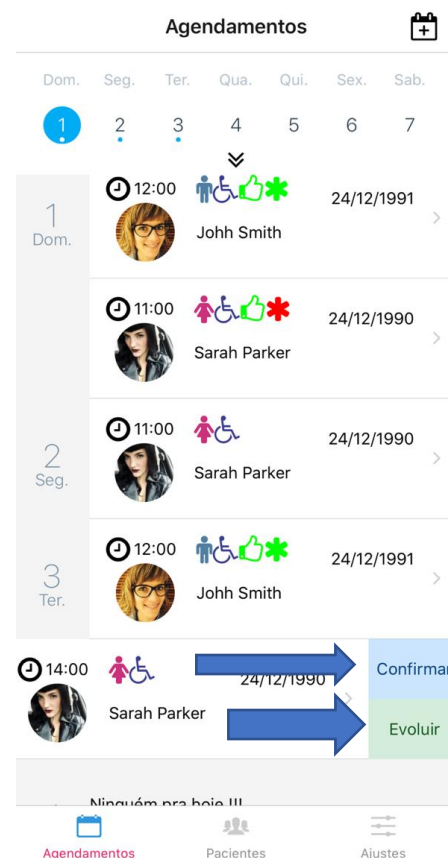 Agendamentos
Dom. Seg. Ter. Qua. Qui. Sex. Sab.
1 2 3 4 5 6 7
12:00 24/12/1991
Johh Smith
1
Dom.
11:00 24/12/1990
Sarah Parker
11:00 24/12/1990
Sarah Parker
2
Seg.
12:00 24/12/1991
Johh Smith
3
Ter.
14:00 24/12/1990 Confirmar
Sarah Parker
Evoluir
Ninguém pra hoje !!!
Agendamentos Pacientes Ajustes